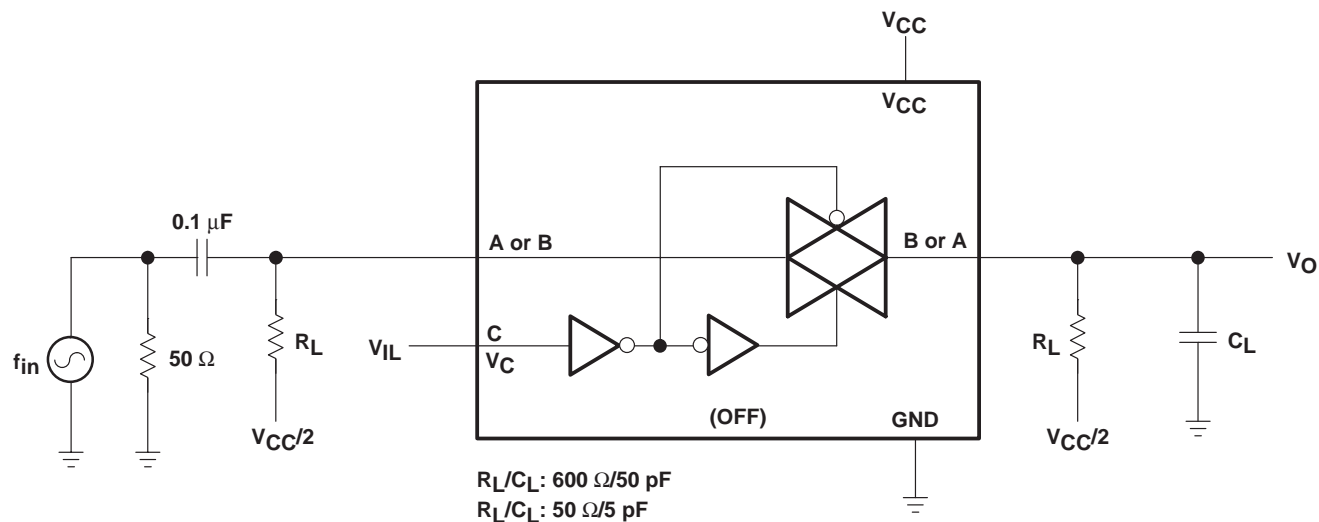 VCC
VCC
0.1 μF
A or B
B or A
VO
fin
50 Ω
RL
VIL
C
VC
RL
CL
VCC/2
(OFF)
GND
VCC/2
RL/CL: 600 Ω/50 pF
RL/CL: 50 Ω/5 pF